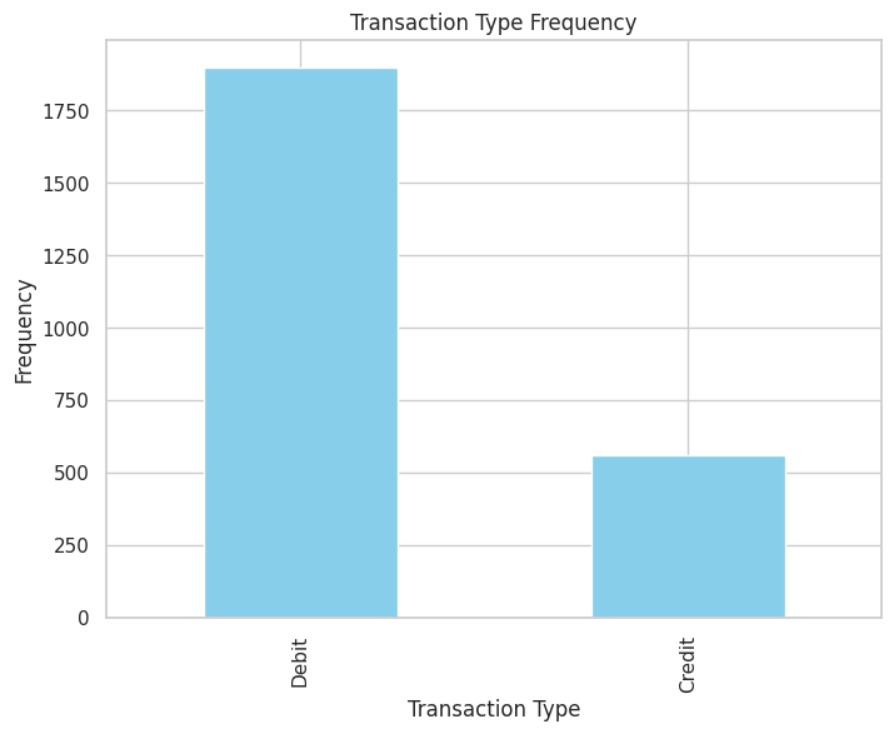 Transaction Type Frequency
1750
1500
1250
1000
750
500
250
0
Frequency
Debit
Credit
Transaction Type